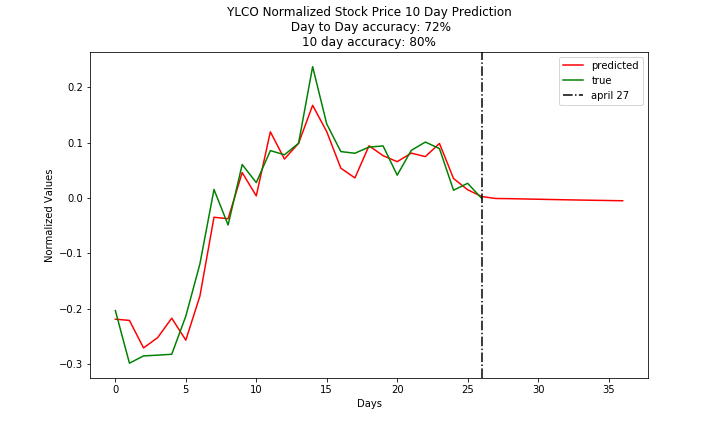 YLCO Normalized Stock Price 10 Day Prediction
Day to Day accuracy: 72%
10 day accuracy: 80%
predicted
true
april 27
Normalized Values
0.2
0.1
0.0
−0.1
−0.2
−0.3
0 5 10 15 20 25 30 35
Days